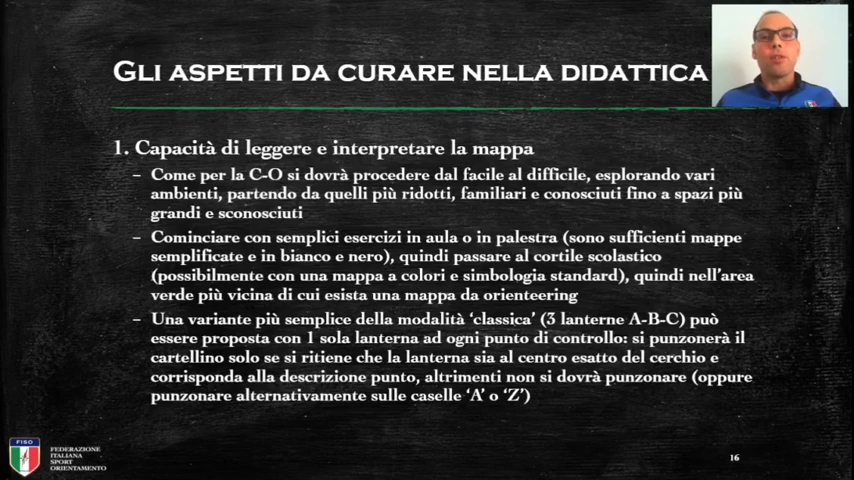 GLI ASPETTI DA CURARE NELLA DIDATTICA
1. Capacità di leggere e interpretare la mappa
– Come per la C-O si dovrà procedere dal facile al difficile, esplorando vari
ambienti, partendo da quelli più ridotti, familiari e conosciuti fino a spazi più
grandi e sconosciuti
– Cominciare con semplici esercizi in aula o in palestra (sono sufficienti mappe
semplificate e in bianco e nero), quindi passare al cortile scolastico
(possibilmente con una mappa a colori e simbologia standard), quindi nell'area
verde più vicina di cui esista una mappa da orienteering
– Una variante più semplice della modalità 'classica' (3 lanterne A-B-C) può
essere proposta con 1 sola lanterna ad ogni punto di controllo: si punzonerà il
cartellino solo se si ritiene che la lanterna sia al centro esatto del cerchio e
corrisponda alla descrizione punto, altrimenti non si dovrà punzonare (oppure
punzonare alternativamente sulle caselle 'A' o 'Z')
FISO
FEDERAZIONE
ITALIANA
SPORT
ORIENTAMENTO
16